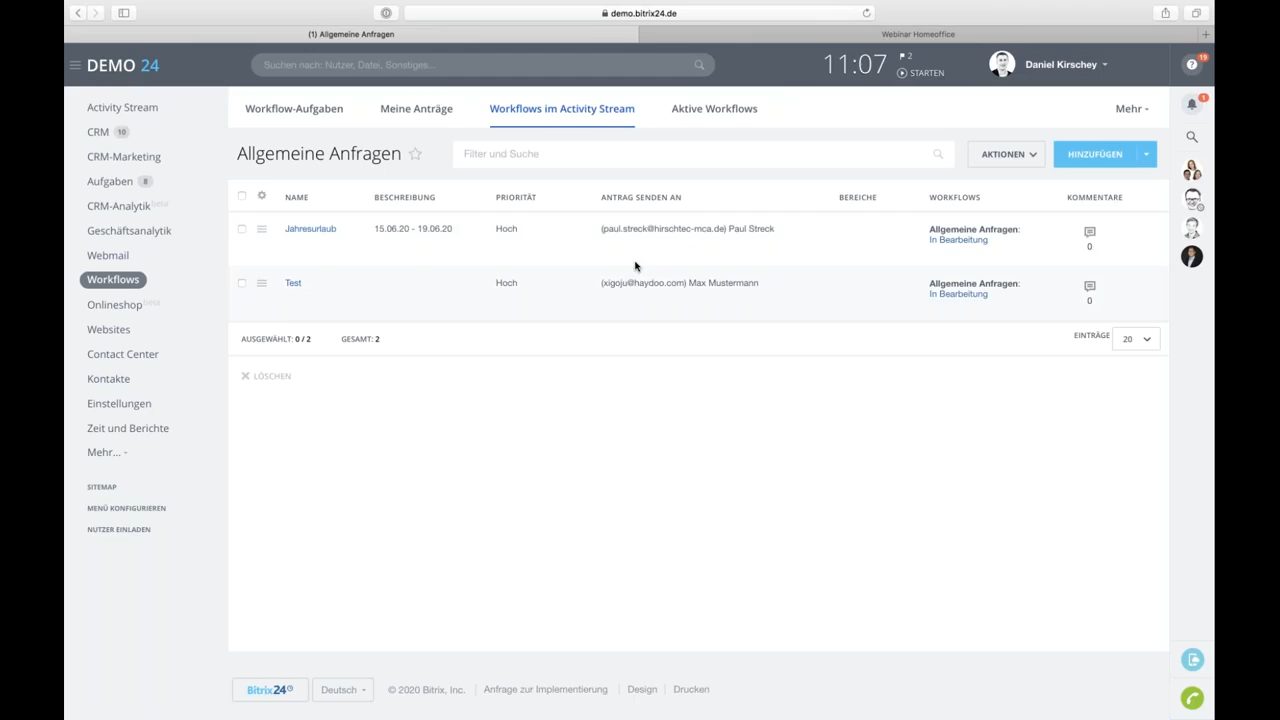 demo.bitrix24.de
(1) Allgemeine Anfragen
Webinar Homeoffice
DEMO 24
Suchen nach: Nutzer, Datei, Sonstiges...
11:07
2
STARTEN
Daniel Kirschey
19
Activity Stream
CRM 10
CRM-Marketing
Aufgaben 8
CRM-Analytik beta
Geschäftsanalytik
Webmail
Workflows
Onlineshop beta
Websites
Contact Center
Kontakte
Einstellungen
Zeit und Berichte
Mehr...
SITEMAP
MENÜ KONFIGURIEREN
NUTZER EINLADEN
Workflow-Aufgaben Meine Anträge Workflows im Activity Stream Aktive Workflows Mehr
1
Allgemeine Anfragen
Filter und Suche
AKTIONEN
HINZUFÜGEN
NAME BESCHREIBUNG PRIORITÄT ANTRAG SENDEN AN BEREICHE WORKFLOWS KOMMENTARE
Jahresurlaub 15.06.20 - 19.06.20 Hoch (paul.streck@hirschtec-mca.de) Paul Streck Allgemeine Anfragen:
In Bearbeitung
0
Test Hoch (xigoju@haydoo.com) Max Mustermann Allgemeine Anfragen:
In Bearbeitung
0
AUSGEWÄHLT: 0 / 2 GESAMT: 2 EINTRÄGE 20
LÖSCHEN
Bitrix24 Deutsch © 2020 Bitrix, Inc. Anfrage zur Implementierung Design Drucken